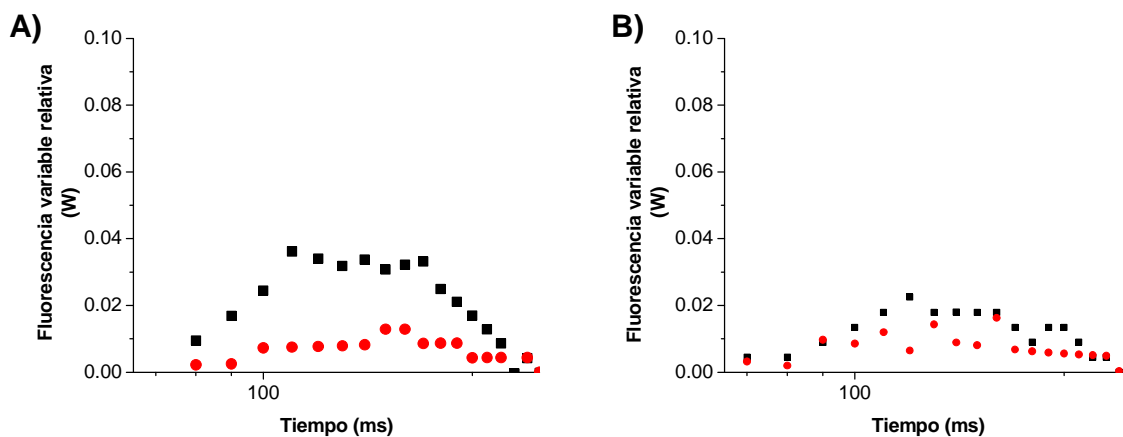 A)
0.10
0.08
0.06
0.04
0.02
0.00
Fluorescencia variable relativa
(W)
100
Tiempo (ms)
B)
0.10
0.08
0.06
0.04
0.02
0.00
Fluorescencia variable relativa
(W)
100
Tiempo (ms)